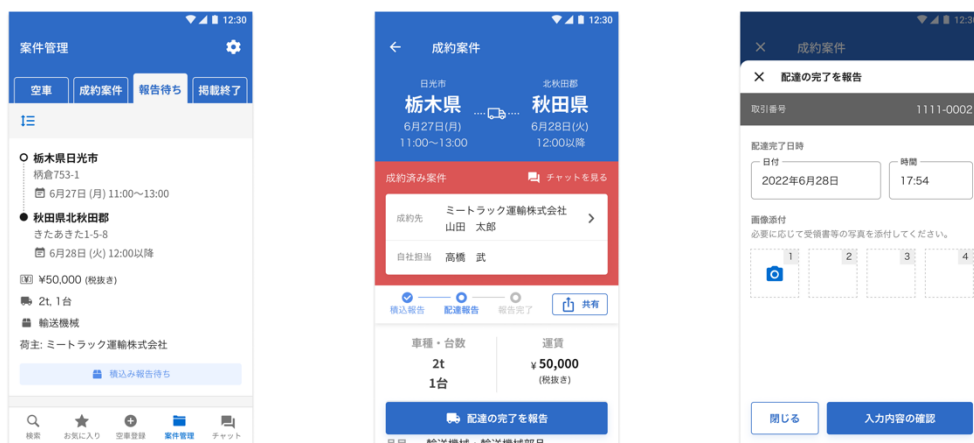 12:30
案件管理
空車
成約案件
報告待ち
掲載終了
栃木県日光市
柄倉753-1
6月27日 (月) 11:00〜13:00
秋田県北秋田郡
きたあきた1-5-8
6月28日 (火) 12:00以降
¥50,000 (税抜き)
2t, 1台
輸送機械
荷主: ミートラック運輸株式会社
積込み報告待ち
検索
お気に入り
空車登録
案件管理
チャット
12:30
成約案件
日光市
北秋田郡
栃木県
秋田県
6月27日(月)
6月28日(火)
11:00〜13:00
12:00以降
成約済み案件
チャットを見る
成約先
ミートラック運輸株式会社
山田 太郎
自社担当
高橋 武
積込報告
配達報告
報告完了
共有
車種・台数
運賃
2t
¥50,000
1台
(税抜き)
配達の完了を報告
12:30
成約案件
配達の完了を報告
取引番号
1111-0002
配達完了日時
日付
時間
2022年6月28日
17:54
画像添付
必要に応じて受領書等の写真を添付してください。
1
2
3
4
閉じる
入力内容の確認